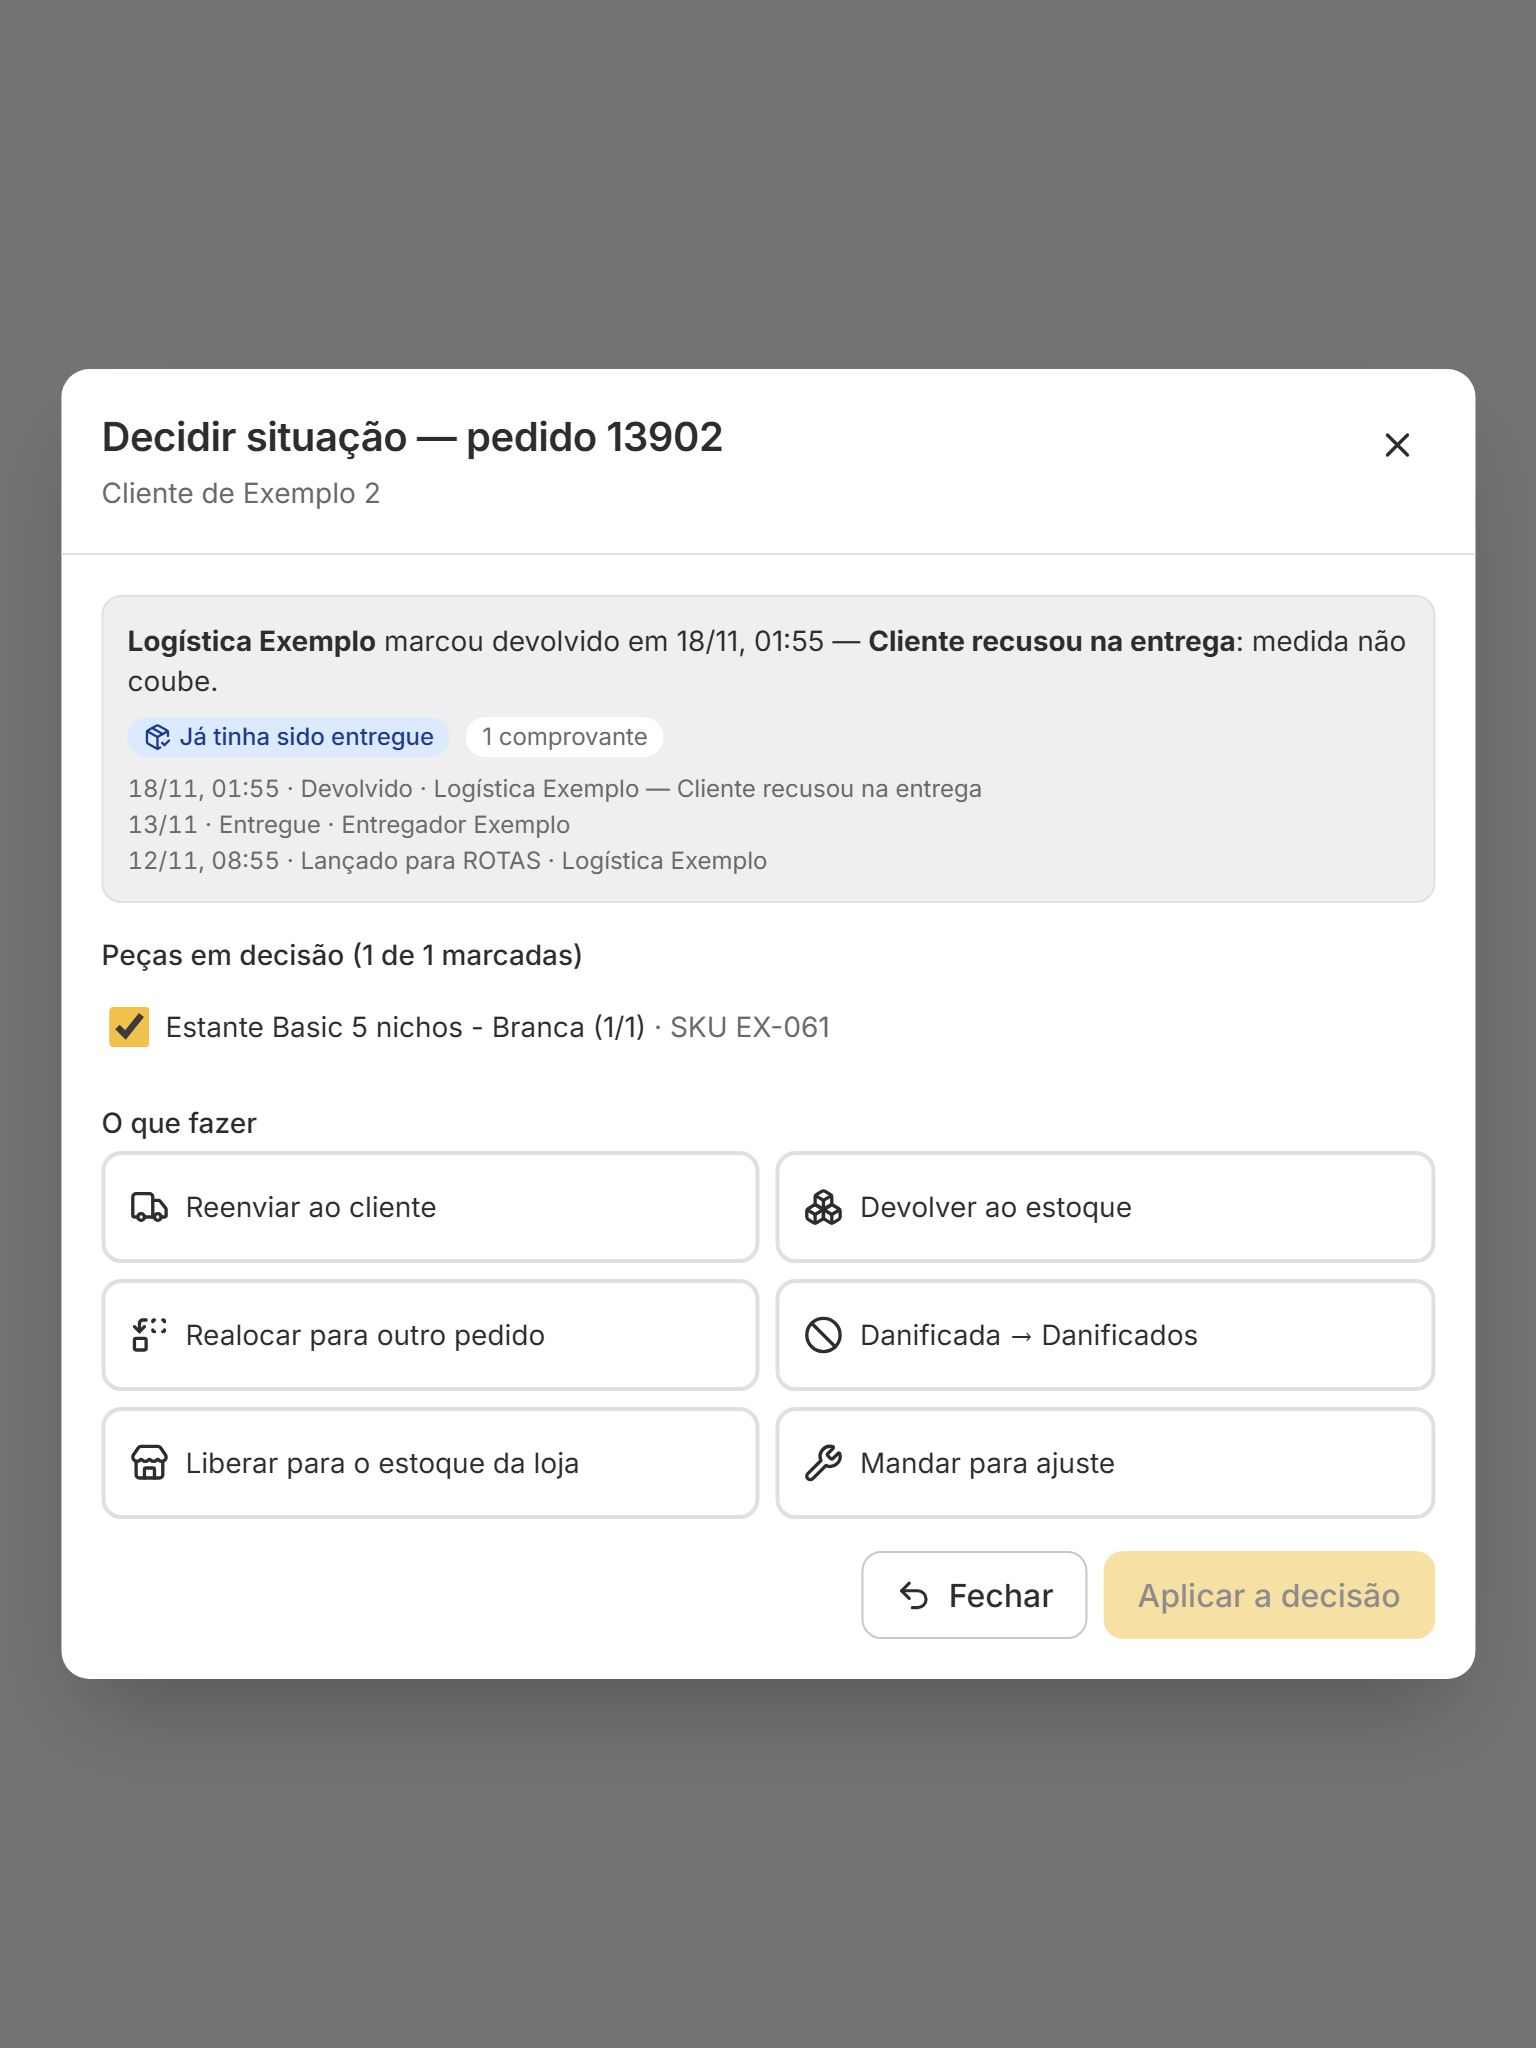 Decidir situação — pedido 13902
Cliente de Exemplo 2
Logística Exemplo marcou devolvido em 18/11, 01:55 — Cliente recusou na entrega: medida não
coube.
Já tinha sido entregue
1 comprovante
18/11, 01:55 · Devolvido · Logística Exemplo — Cliente recusou na entrega
13/11 · Entregue · Entregador Exemplo
12/11, 08:55 · Lançado para ROTAS · Logística Exemplo
Peças em decisão (1 de 1 marcadas)
Estante Basic 5 nichos - Branca (1/1) · SKU EX-061
O que fazer
Reenviar ao cliente
Devolver ao estoque
Realocar para outro pedido
Danificada → Danificados
Liberar para o estoque da loja
Mandar para ajuste
Fechar
Aplicar a decisão